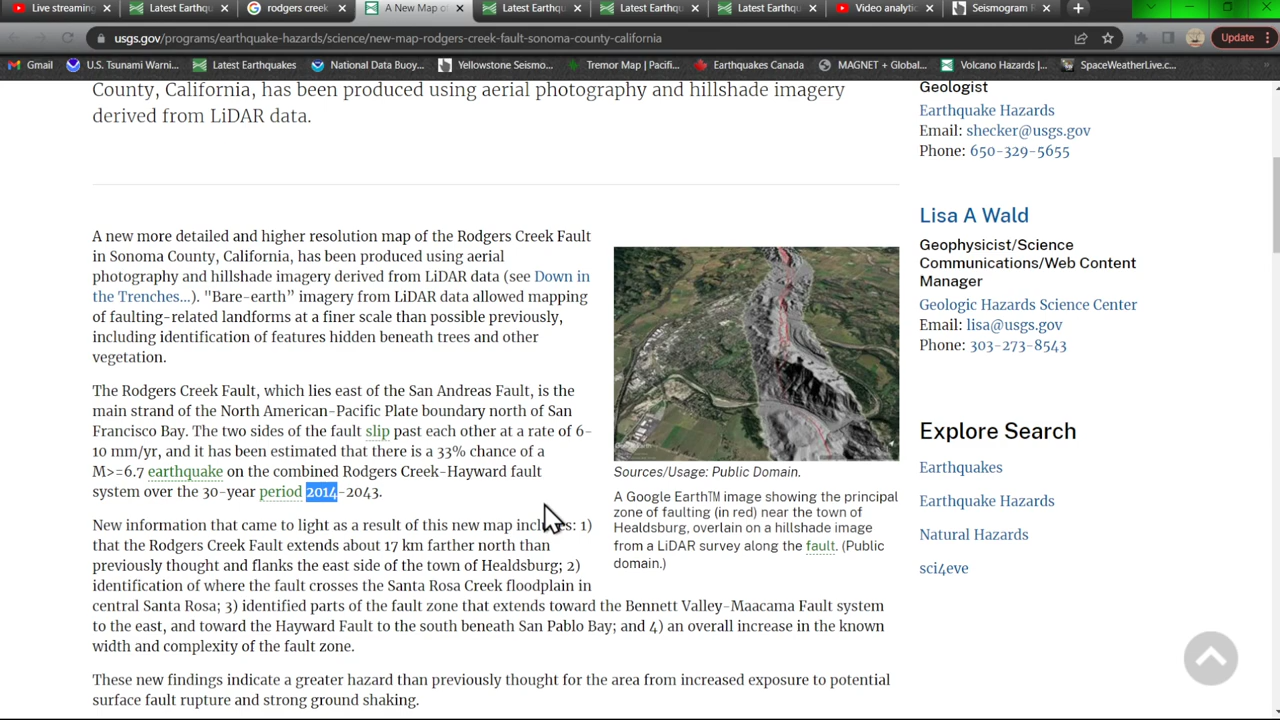 Live streaming
Latest Earthqu
rodgers creek
A New Map o
Latest Earthqu
Latest Earthqu
Latest Earthqu
Video analytic
Seismogram F
usgs.gov/programs/earthquake-hazards/science/new-map-rodgers-creek-fault-sonoma-county-california
Update
Gmail
U.S. Tsunami Warni...
Latest Earthquakes
National Data Buoy...
Yellowstone Seismo...
Tremor Map | Pacifi...
Earthquakes Canada
MAGNET + Global...
Volcano Hazards |...
SpaceWeatherLive.c...
County, California, has been produced using aerial photography and hillshade imagery
derived from LiDAR data.
A new more detailed and higher resolution map of the Rodgers Creek Fault
in Sonoma County, California, has been produced using aerial
photography and hillshade imagery derived from LiDAR data (see Down in
the Trenches...). "Bare-earth” imagery from LiDAR data allowed mapping
of faulting-related landforms at a finer scale than possible previously,
including identification of features hidden beneath trees and other
vegetation.
The Rodgers Creek Fault, which lies east of the San Andreas Fault, is the
main strand of the North American-Pacific Plate boundary north of San
Francisco Bay. The two sides of the fault slip past each other at a rate of 6-
10 mm/yr, and it has been estimated that there is a 33% chance of a
M>=6.7 earthquake on the combined Rodgers Creek-Hayward fault
system over the 30-year period 2014-2043.
New information that came to light as a result of this new map includes: 1)
that the Rodgers Creek Fault extends about 17 km farther north than
previously thought and flanks the east side of the town of Healdsburg; 2)
identification of where the fault crosses the Santa Rosa Creek floodplain in
central Santa Rosa; 3) identified parts of the fault zone that extends toward the Bennett Valley-Maacama Fault system
to the east, and toward the Hayward Fault to the south beneath San Pablo Bay; and 4) an overall increase in the known
width and complexity of the fault zone.
These new findings indicate a greater hazard than previously thought for the area from increased exposure to potential
surface fault rupture and strong ground shaking.
Sources/Usage: Public Domain.
A Google Earth™ image showing the principal
zone of faulting (in red) near the town of
Healdsburg, overlain on a hillshade image
from a LiDAR survey along the fault. (Public
domain.)
Geologist
Earthquake Hazards
Email: shecker@usgs.gov
Phone: 650-329-5655
Lisa A Wald
Geophysicist/Science
Communications/Web Content
Manager
Geologic Hazards Science Center
Email: lisa@usgs.gov
Phone: 303-273-8543
Explore Search
Earthquakes
Earthquake Hazards
Natural Hazards
sci4eve